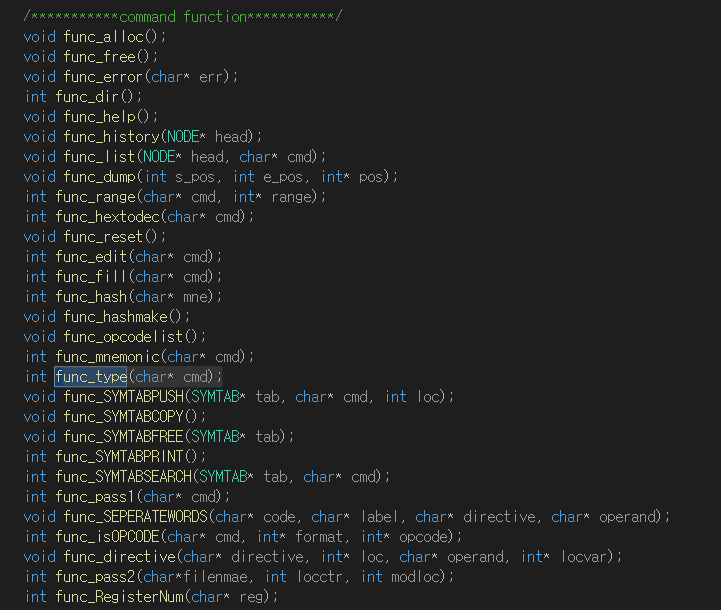 /***********command function***********/
void func_alloc();
void func_free();
void func_error(char* err);
int func_dir();
void func_help();
void func_history(NODE* head);
void func_list(NODE* head, char* cmd);
void func_dump(int s_pos, int e_pos, int* pos);
int func_range(char* cmd, int* range);
int func_hextodec(char* cmd);
void func_reset();
int func_edit(char* cmd);
int func_fill(char* cmd);
int func_hash(char* mne);
void func_hashmake();
void func_opcodelist();
int func_mnemonic(char* cmd);
int func_type(char* cmd);
void func_SYMTABPUSH(SYMTAB* tab, char* cmd, int loc);
void func_SYMTABCOPY();
void func_SYMTABFREE(SYMTAB* tab);
int func_SYMTABPRINT();
int func_SYMTABSEARCH(SYMTAB* tab, char* cmd);
int func_pass1(char* cmd);
void func_SEPERATEWORDS(char* code, char* label, char* directive, char* operand);
int func_isOPCODE(char* cmd, int* format, int* opcode);
void func_directive(char* directive, int* loc, char* operand, int* locvar);
int func_pass2(char*filenmae, int locctr, int modloc);
int func_RegisterNum(char* reg);